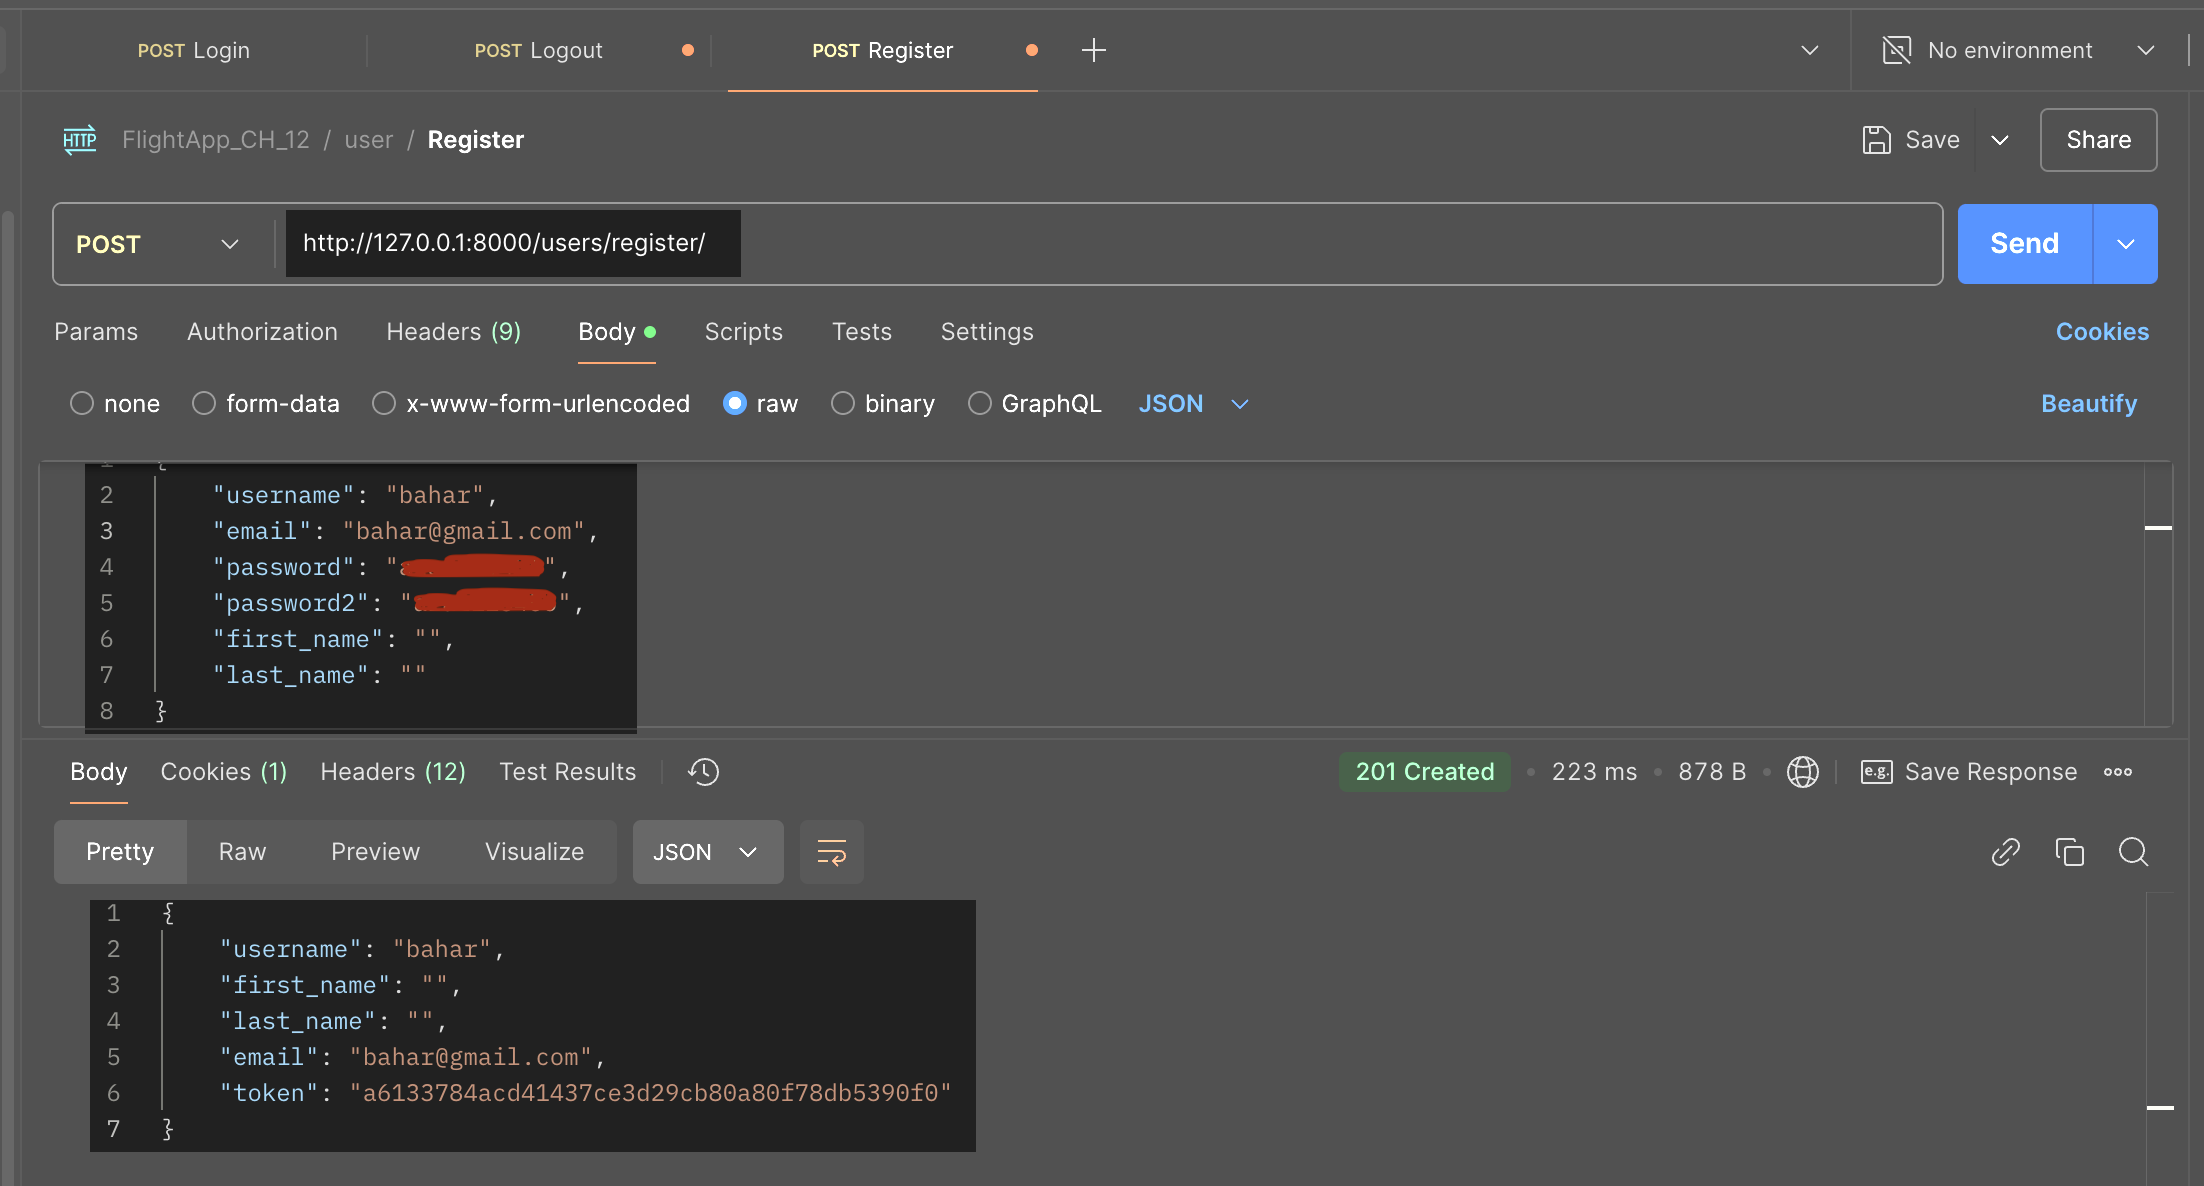 POST Login POST Logout POST Register No environment
HTTP FlightApp_CH_12 / user / Register Save Share
POST http://127.0.0.1:8000/users/register/ Send
Params Authorization Headers (9) Body Scripts Tests Settings Cookies
none form-data x-www-form-urlencoded raw binary GraphQL JSON Beautify
1 {
2 "username": "bahar",
3 "email": "bahar@gmail.com",
4 "password": "",
5 "password2": "",
6 "first_name": "",
7 "last_name": ""
8 }
Body Cookies (1) Headers (12) Test Results 201 Created • 223 ms • 878 B • e.g. Save Response
Pretty Raw Preview Visualize JSON
1 {
2 "username": "bahar",
3 "first_name": "",
4 "last_name": "",
5 "email": "bahar@gmail.com",
6 "token": "a6133784acd41437ce3d29cb80a80f78db5390f0"
7 }